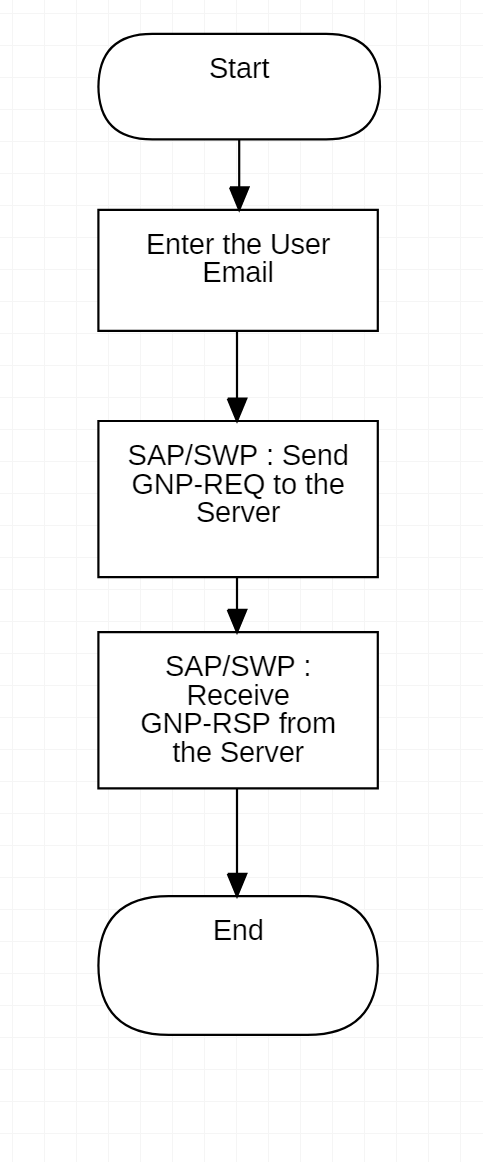 Start
Enter the User
Email
SAP/SWP : Send
GNP-REQ to the
Server
SAP/SWP :
Receive
GNP-RSP from
the Server
End